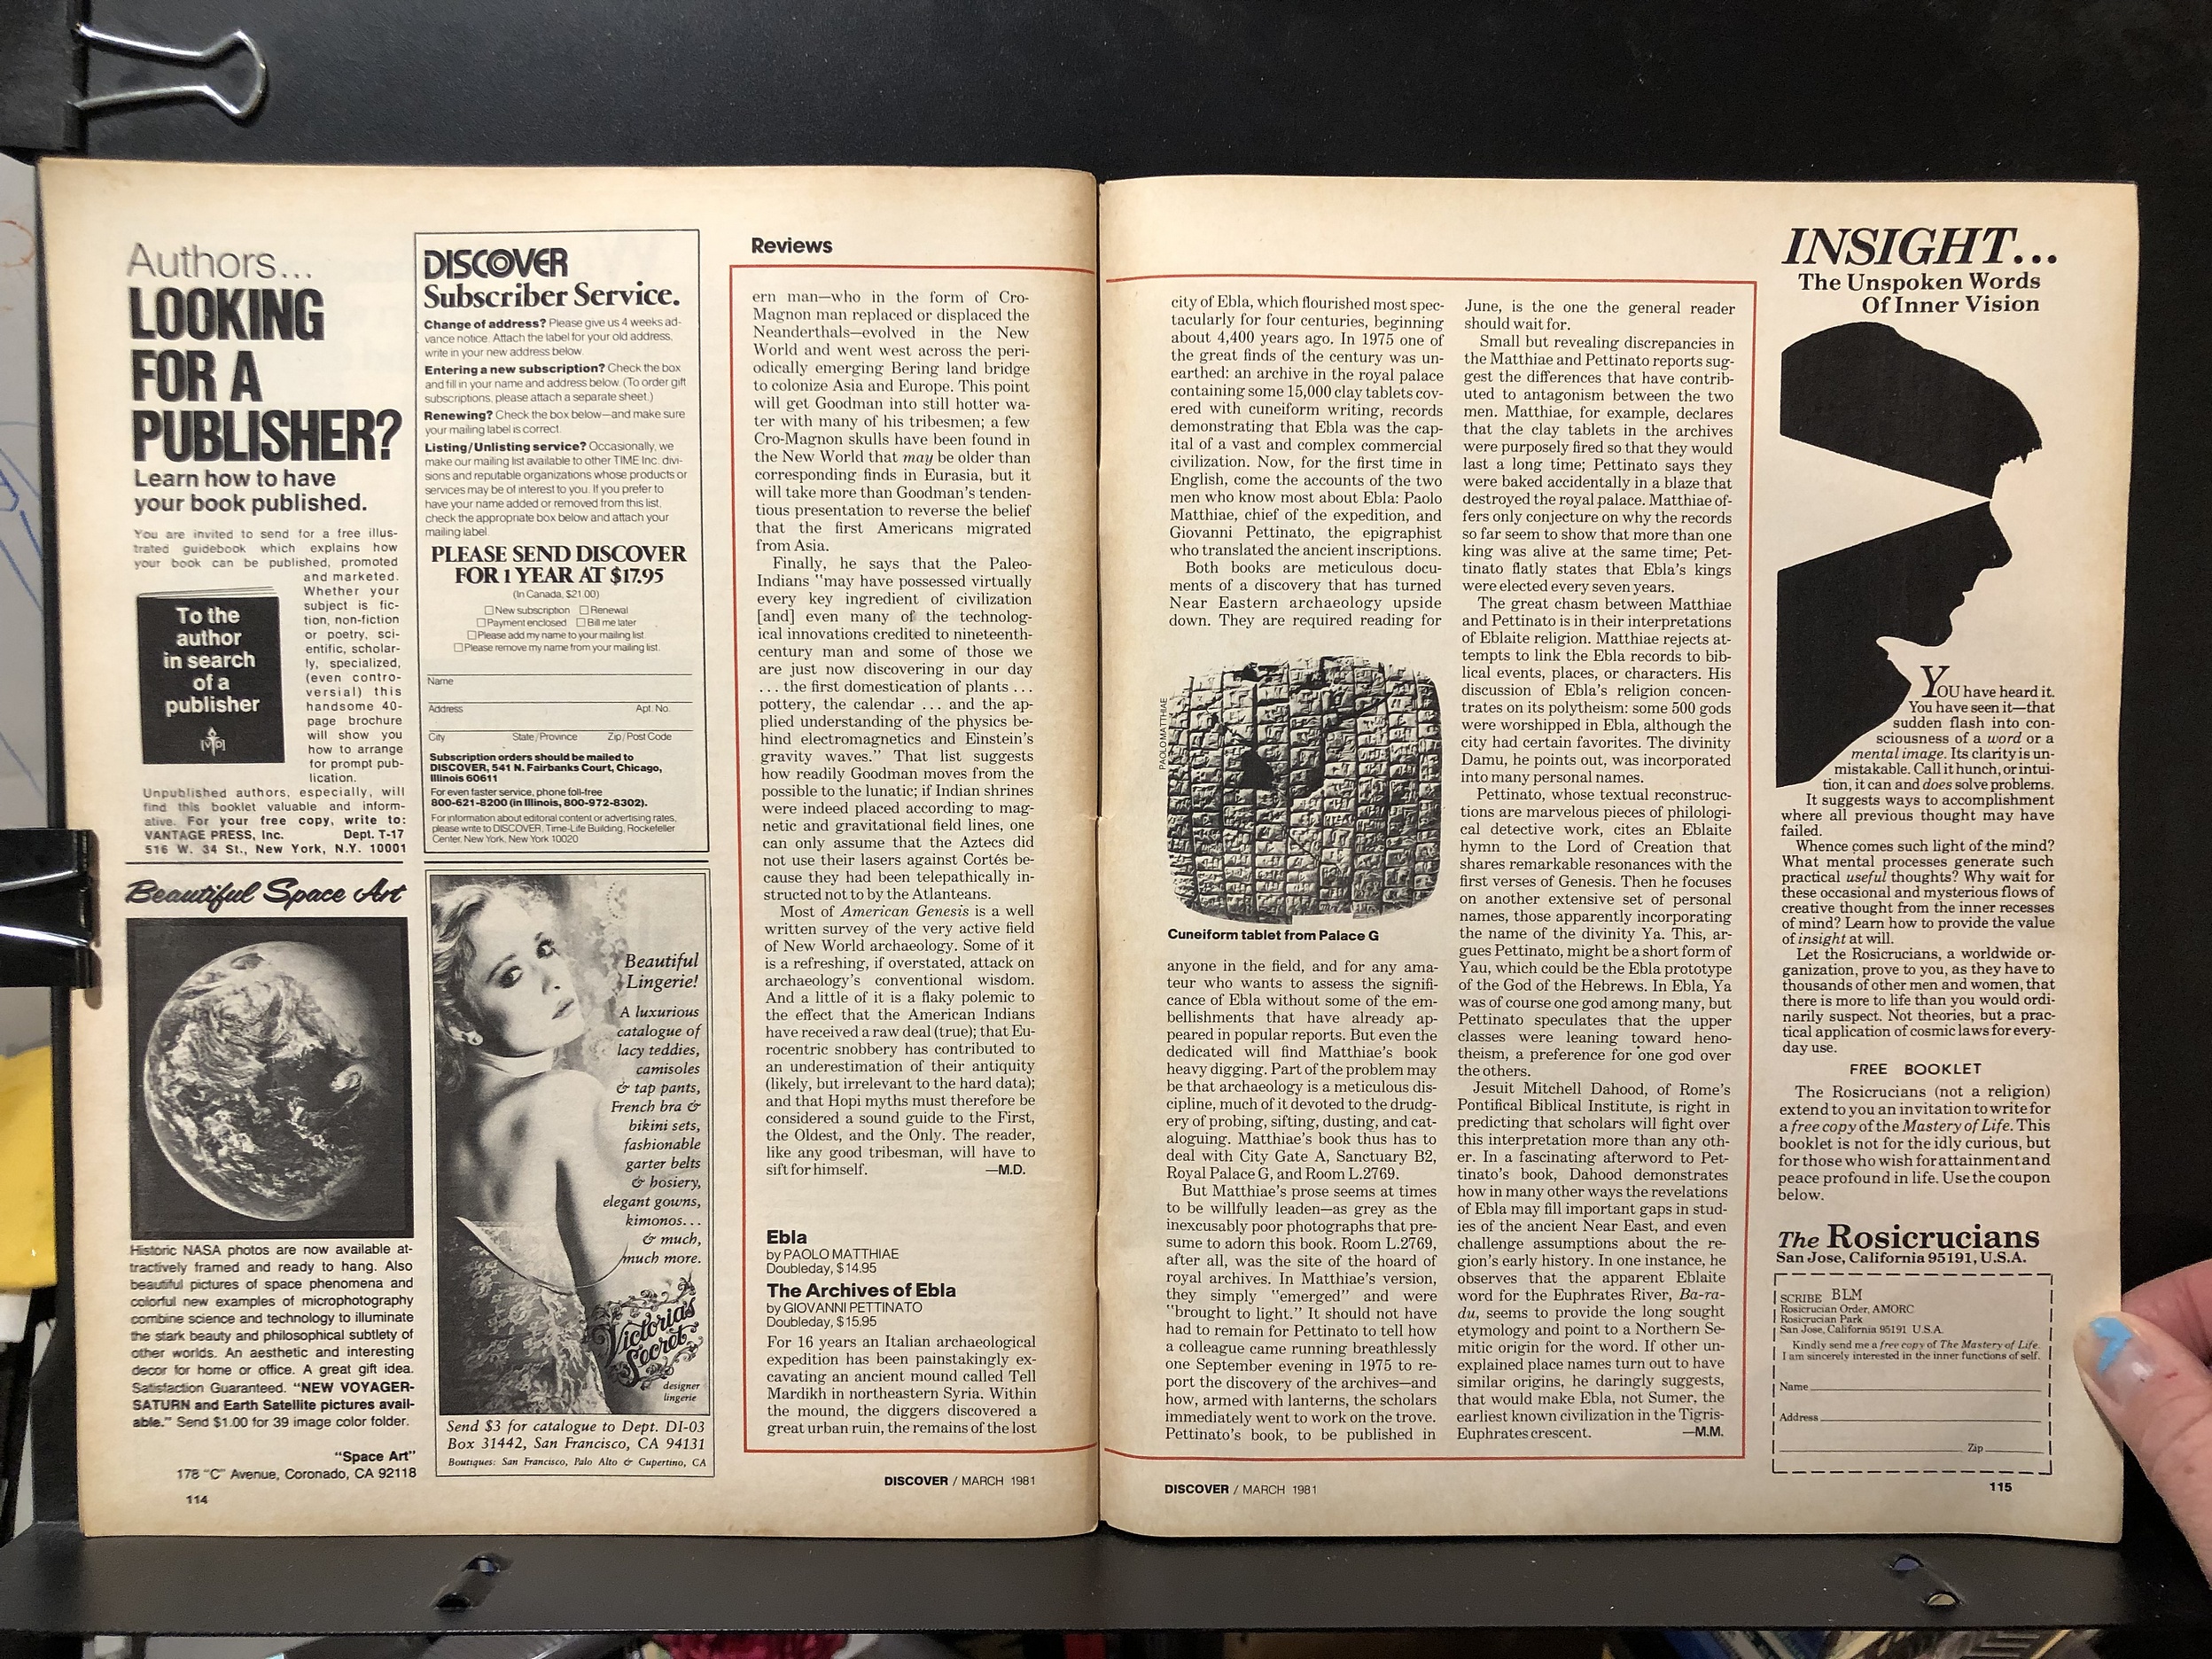 Authors...
LOOKING
FOR A
PUBLISHER?
Learn how to have
your book published.
You are invited to send for a free illus-
trated guidebook which explains how
your book can be published, promoted
and marketed.
Whether your
subject is fic-
tion, non-fiction
or poetry, sci-
entific, scholar-
ly, specialized,
(even contro-
versial) this
handsome 40-
page brochure
will show you
how to arrange
for prompt pub-
lication.
To the
author
in search
of a
publisher
Unpublished authors, especially, will
find this booklet valuable and inform-
ative. For your free copy, write to:
VANTAGE PRESS, Inc. Dept. T-17
516 W. 34 St., New York, N.Y. 10001
Beautiful Space Art
Historic NASA photos are now available at-
tractively framed and ready to hang. Also
beautiful pictures of space phenomena and
colorful new examples of microphotography
combine science and technology to illuminate
the stark beauty and philosophical subtlety of
other worlds. An aesthetic and interesting
decor for home or office. A great gift idea.
Satisfaction Guaranteed. "NEW VOYAGER-
SATURN and Earth Satellite pictures avail-
able." Send $1.00 for 39 image color folder.
"Space Art"
178 "C" Avenue, Coronado, CA 92118
114
DISCOVER
Subscriber Service.
Change of address? Please give us 4 weeks ad-
vance notice. Attach the label for your old address,
write in your new address below.
Entering a new subscription? Check the box
and fill in your name and address below. (To order gift
subscriptions, please attach a separate sheet.)
Renewing? Check the box below—and make sure
your mailing label is correct.
Listing/Unlisting service? Occasionally, we
make our mailing list available to other TIME Inc. divi-
sions and reputable organizations whose products or
services may be of interest to you. If you prefer to
have your name added or removed from this list,
check the appropriate box below and attach your
mailing label.
PLEASE SEND DISCOVER
FOR 1 YEAR AT $17.95
(In Canada, $21.00)
New subscription Renewal
Payment enclosed Bill me later
Please add my name to your mailing list.
Please remove my name from your mailing list.
Name
Address Apt. No.
City State/Province Zip/Post Code
Subscription orders should be mailed to
DISCOVER, 541 N. Fairbanks Court, Chicago,
Illinois 60611
For even faster service, phone toll-free
800-621-8200 (in Illinois, 800-972-8302).
For information about editorial content or advertising rates,
please write to DISCOVER, Time-Life Building, Rockefeller
Center, New York, New York 10020
Beautiful
Lingerie!
A luxurious
catalogue of
lacy teddies,
camisoles
& tap pants,
French bra &
bikini sets,
fashionable
garter belts
& hosiery,
elegant gowns,
kimonos...
& much,
much more.
Victoria's
Secret
designer
lingerie
Send $3 for catalogue to Dept. DI-03
Box 31442, San Francisco, CA 94131
Boutiques: San Francisco, Palo Alto & Cupertino, CA
Reviews
ern man—who in the form of Cro-
Magnon man replaced or displaced the
Neanderthals—evolved in the New
World and went west across the peri-
odically emerging Bering land bridge
to colonize Asia and Europe. This point
will get Goodman into still hotter wa-
ter with many of his tribesmen; a few
Cro-Magnon skulls have been found in
the New World that may be older than
corresponding finds in Eurasia, but it
will take more than Goodman's tenden-
tious presentation to reverse the belief
that the first Americans migrated
from Asia.
Finally, he says that the Paleo-
Indians "may have possessed virtually
every key ingredient of civilization
[and] even many of the technolog-
ical innovations credited to nineteenth-
century man and some of those we
are just now discovering in our day
... the first domestication of plants ...
pottery, the calendar ... and the ap-
plied understanding of the physics be-
hind electromagnetics and Einstein's
gravity waves." That list suggests
how readily Goodman moves from the
possible to the lunatic; if Indian shrines
were indeed placed according to mag-
netic and gravitational field lines, one
can only assume that the Aztecs did
not use their lasers against Cortés be-
cause they had been telepathically in-
structed not to by the Atlanteans.
Most of American Genesis is a well
written survey of the very active field
of New World archaeology. Some of it
is a refreshing, if overstated, attack on
archaeology's conventional wisdom.
And a little of it is a flaky polemic to
the effect that the American Indians
have received a raw deal (true); that Eu-
rocentric snobbery has contributed to
an underestimation of their antiquity
(likely, but irrelevant to the hard data);
and that Hopi myths must therefore be
considered a sound guide to the First,
the Oldest, and the Only. The reader,
like any good tribesman, will have to
sift for himself. —M.D.
Ebla
by PAOLO MATTHIAE
Doubleday, $14.95
The Archives of Ebla
by GIOVANNI PETTINATO
Doubleday, $15.95
For 16 years an Italian archaeological
expedition has been painstakingly ex-
cavating an ancient mound called Tell
Mardikh in northeastern Syria. Within
the mound, the diggers discovered a
great urban ruin, the remains of the lost
DISCOVER / MARCH 1981
city of Ebla, which flourished most spec-
tacularly for four centuries, beginning
about 4,400 years ago. In 1975 one of
the great finds of the century was un-
earthed: an archive in the royal palace
containing some 15,000 clay tablets cov-
ered with cuneiform writing, records
demonstrating that Ebla was the cap-
ital of a vast and complex commercial
civilization. Now, for the first time in
English, come the accounts of the two
men who know most about Ebla: Paolo
Matthiae, chief of the expedition, and
Giovanni Pettinato, the epigraphist
who translated the ancient inscriptions.
Both books are meticulous docu-
ments of a discovery that has turned
Near Eastern archaeology upside
down. They are required reading for
PAOLO MATTHIAE
Cuneiform tablet from Palace G
anyone in the field, and for any ama-
teur who wants to assess the signifi-
cance of Ebla without some of the em-
bellishments that have already ap-
peared in popular reports. But even the
dedicated will find Matthiae's book
heavy digging. Part of the problem may
be that archaeology is a meticulous dis-
cipline, much of it devoted to the drudg-
ery of probing, sifting, dusting, and cat-
aloguing. Matthiae's book thus has to
deal with City Gate A, Sanctuary B2,
Royal Palace G, and Room L.2769.
But Matthiae's prose seems at times
to be willfully leaden—as grey as the
inexcusably poor photographs that pre-
sume to adorn this book. Room L.2769,
after all, was the site of the hoard of
royal archives. In Matthiae's version,
they simply "emerged" and were
"brought to light." It should not have
had to remain for Pettinato to tell how
a colleague came running breathlessly
one September evening in 1975 to re-
port the discovery of the archives—and
how, armed with lanterns, the scholars
immediately went to work on the trove.
Pettinato's book, to be published in
DISCOVER / MARCH 1981
June, is the one the general reader
should wait for.
Small but revealing discrepancies in
the Matthiae and Pettinato reports sug-
gest the differences that have contrib-
uted to antagonism between the two
men. Matthiae, for example, declares
that the clay tablets in the archives
were purposely fired so that they would
last a long time; Pettinato says they
were baked accidentally in a blaze that
destroyed the royal palace. Matthiae of-
fers only conjecture on why the records
so far seem to show that more than one
king was alive at the same time; Pet-
tinato flatly states that Ebla's kings
were elected every seven years.
The great chasm between Matthiae
and Pettinato is in their interpretations
of Eblaite religion. Matthiae rejects at-
tempts to link the Ebla records to bib-
lical events, places, or characters. His
discussion of Ebla's religion concen-
trates on its polytheism: some 500 gods
were worshipped in Ebla, although the
city had certain favorites. The divinity
Damu, he points out, was incorporated
into many personal names.
Pettinato, whose textual reconstruc-
tions are marvelous pieces of philologi-
cal detective work, cites an Eblaite
hymn to the Lord of Creation that
shares remarkable resonances with the
first verses of Genesis. Then he focuses
on another extensive set of personal
names, those apparently incorporating
the name of the divinity Ya. This, ar-
gues Pettinato, might be a short form of
Yau, which could be the Ebla prototype
of the God of the Hebrews. In Ebla, Ya
was of course one god among many, but
Pettinato speculates that the upper
classes were leaning toward heno-
theism, a preference for one god over
the others.
Jesuit Mitchell Dahood, of Rome's
Pontifical Biblical Institute, is right in
predicting that scholars will fight over
this interpretation more than any oth-
er. In a fascinating afterword to Pet-
tinato's book, Dahood demonstrates
how in many other ways the revelations
of Ebla may fill important gaps in stud-
ies of the ancient Near East, and even
challenge assumptions about the re-
gion's early history. In one instance, he
observes that the apparent Eblaite
word for the Euphrates River, Ba-ra-
du, seems to provide the long sought
etymology and point to a Northern Se-
mitic origin for the word. If other un-
explained place names turn out to have
similar origins, he daringly suggests,
that would make Ebla, not Sumer, the
earliest known civilization in the Tigris-
Euphrates crescent. —M.M.
INSIGHT...
The Unspoken Words
Of Inner Vision
YOU have heard it.
You have seen it—that
sudden flash into con-
sciousness of a word or a
mental image. Its clarity is un-
mistakable. Call it hunch, or intui-
tion, it can and does solve problems.
It suggests ways to accomplishment
where all previous thought may have
failed.
Whence comes such light of the mind?
What mental processes generate such
practical useful thoughts? Why wait for
these occasional and mysterious flows of
creative thought from the inner recesses
of mind? Learn how to provide the value
of insight at will.
Let the Rosicrucians, a worldwide or-
ganization, prove to you, as they have to
thousands of other men and women, that
there is more to life than you would ordi-
narily suspect. Not theories, but a prac-
tical application of cosmic laws for every-
day use.
FREE BOOKLET
The Rosicrucians (not a religion)
extend to you an invitation to write for
a free copy of the Mastery of Life. This
booklet is not for the idly curious, but
for those who wish for attainment and
peace profound in life. Use the coupon
below.
The Rosicrucians
San Jose, California 95191, U.S.A.
SCRIBE BLM
Rosicrucian Order, AMORC
Rosicrucian Park
San Jose, California 95191 U.S.A.
Kindly send me a free copy of The Mastery of Life.
I am sincerely interested in the inner functions of self.
Name
Address
Zip
115